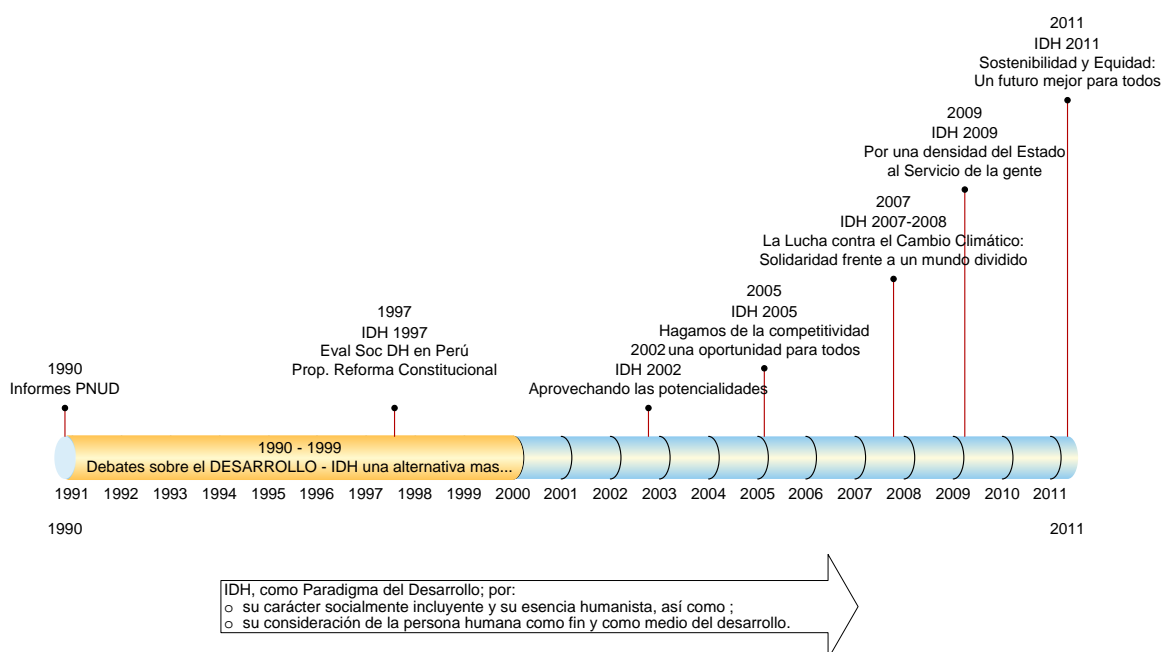 2011
IDH 2011
Sostenibilidad y Equidad:
Un futuro mejor para todos
2009
IDH 2009
Por una densidad del Estado
al Servicio de la gente
2007
IDH 2007-2008
La Lucha contra el Cambio Climático:
Solidaridad frente a un mundo dividido
2005
IDH 2005
Hagamos de la competitividad
una oportunidad para todos
2002
IDH 2002
Aprovechando las potencialidades
1997
IDH 1997
Eval Soc DH en Perú
Prop. Reforma Constitucional
1990
Informes PNUD
1990 - 1999
Debates sobre el DESARROLLO - IDH una alternativa mas...
1991 1992 1993 1994 1995 1996 1997 1998 1999 2000 2001 2002 2003 2004 2005 2006 2007 2008 2009 2010 2011
1990 2011
IDH, como Paradigma del Desarrollo; por:
o su carácter socialmente incluyente y su esencia humanista, así como ;
o su consideración de la persona humana como fin y como medio del desarrollo.